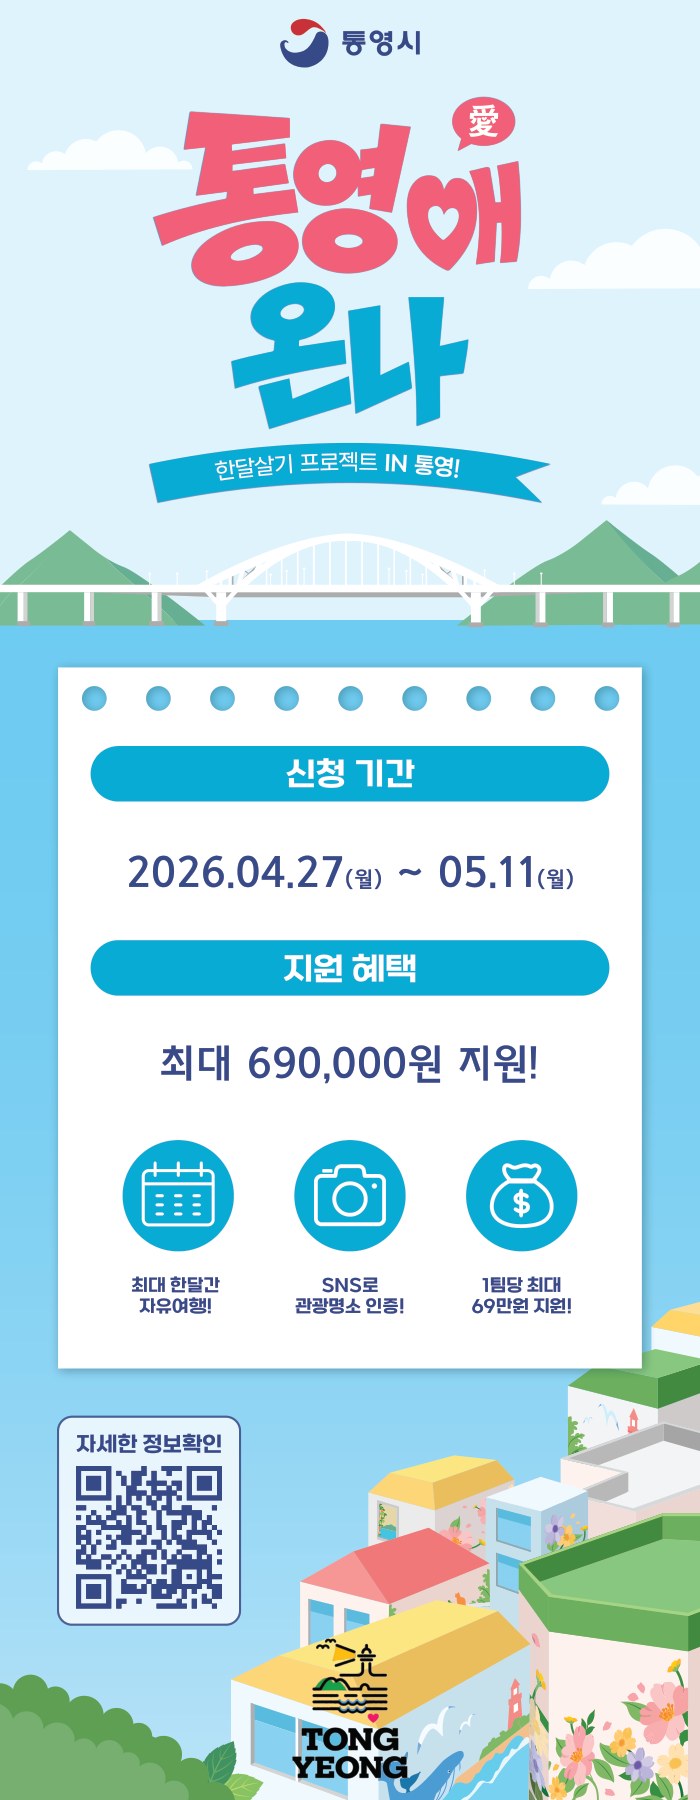 통영시
愛
통영애
온나
한달살기 프로젝트 IN 통영!
신청 기간
2026.04.27(월) ~ 05.11(월)
지원 혜택
최대 690,000원 지원!
최대 한달간
자유여행!
SNS로
관광명소 인증!
1팀당 최대
69만원 지원!
자세한 정보확인
TONG
YEONG